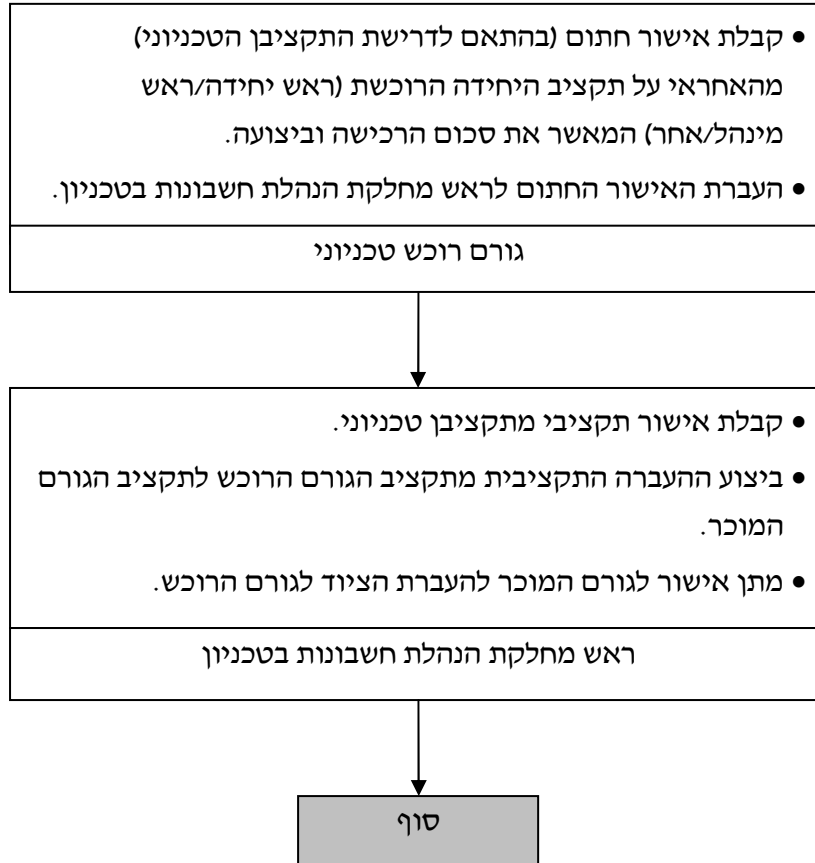 • קבלת אישור חתום (בהתאם לדרישת התקציבן הטכניוני)
מהאחראי על תקציב היחידה הרוכשת (ראש יחידה/ראש
מינהל/אחר) המאשר את סכום הרכישה וביצועה.
• העברת האישור החתום לראש מחלקת הנהלת חשבונות בטכניון.
גורם רוכש טכניוני
• קבלת אישור תקציבי מתקציבן טכניוני.
• ביצוע ההעברה התקציבית מתקציב הגורם הרוכש לתקציב הגורם
המוכר.
• מתן אישור לגורם המוכר להעברת הציוד לגורם הרוכש.
ראש מחלקת הנהלת חשבונות בטכניון
סוף